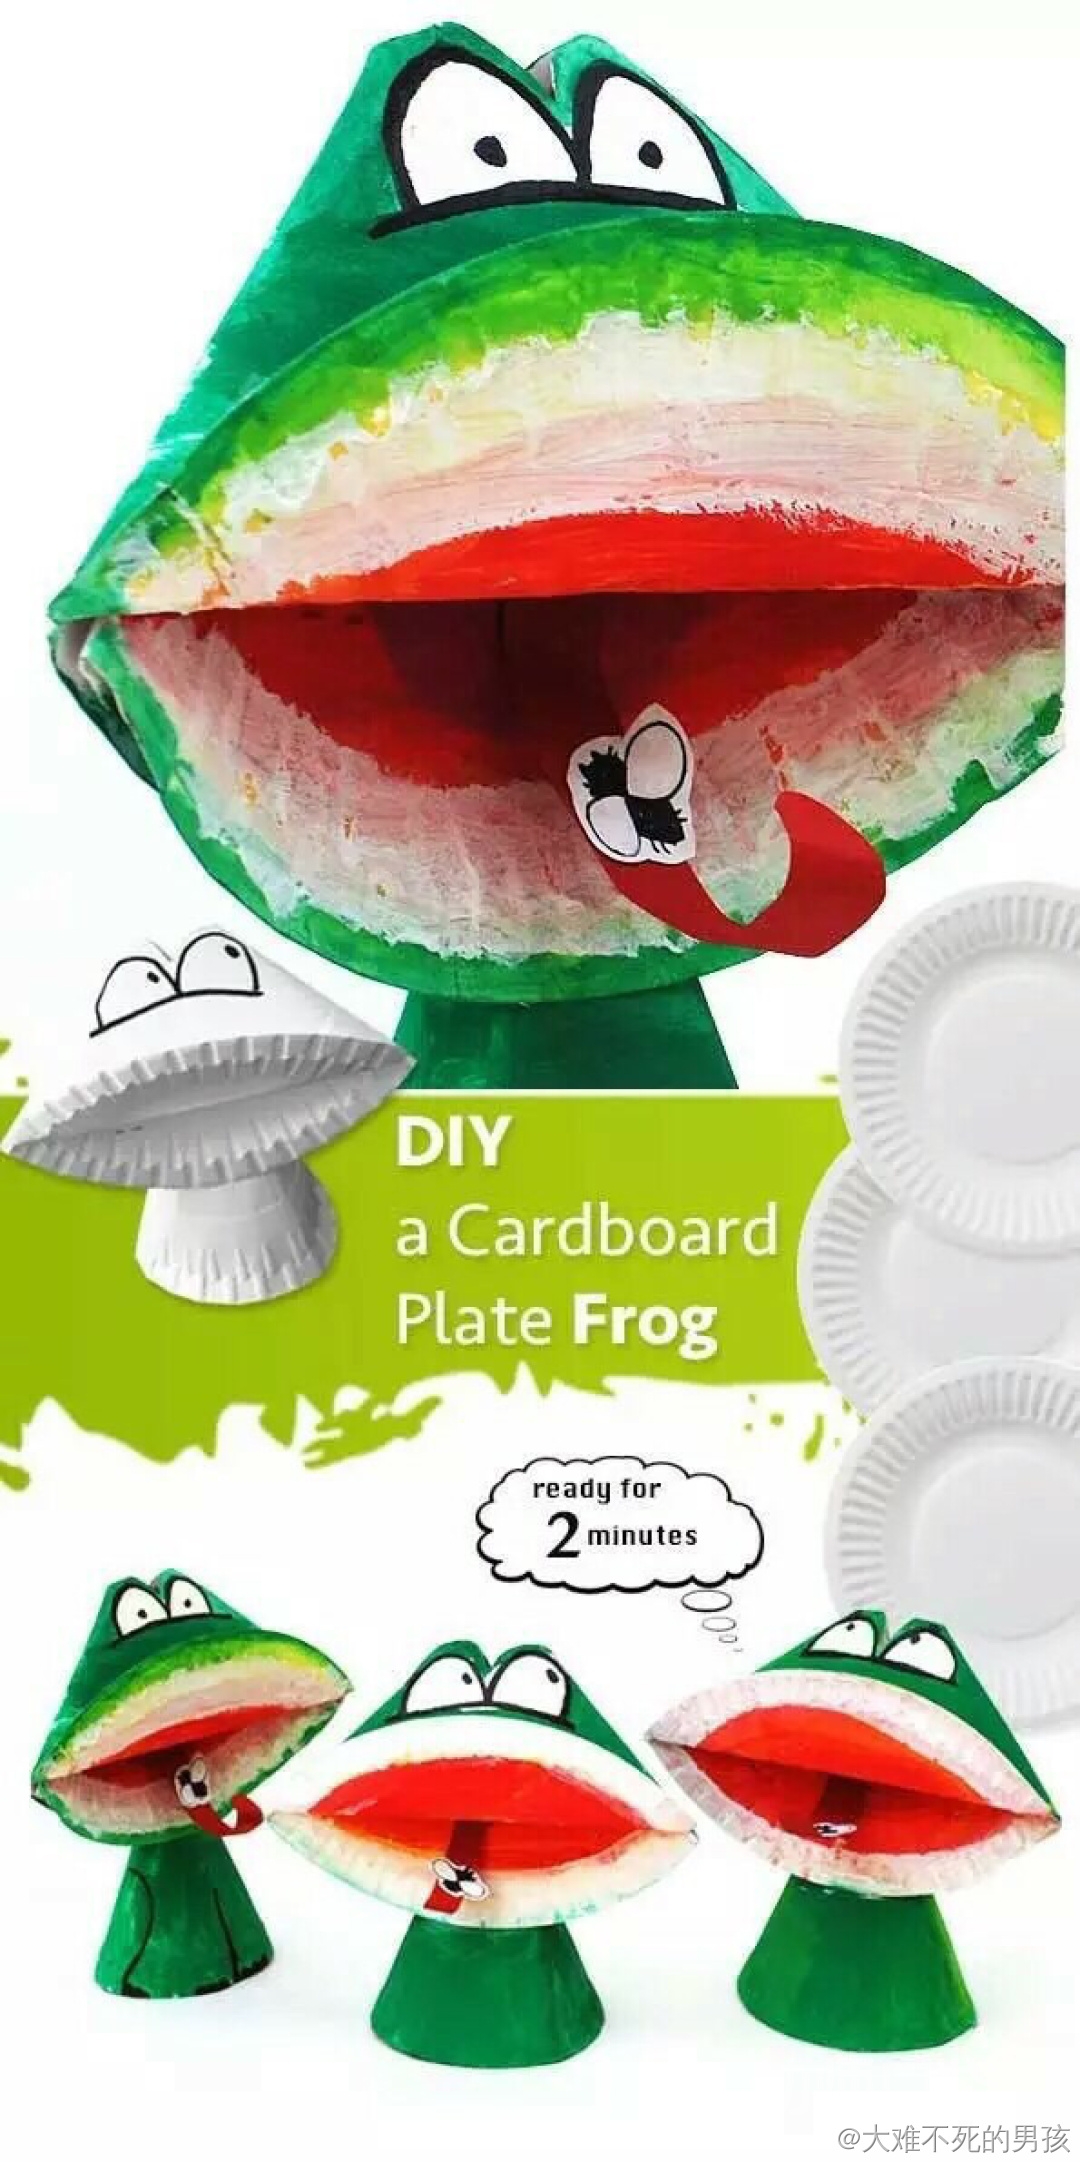 DIY
a Cardboard
Plate Frog
ready for
2 minutes
@大难不死的男孩